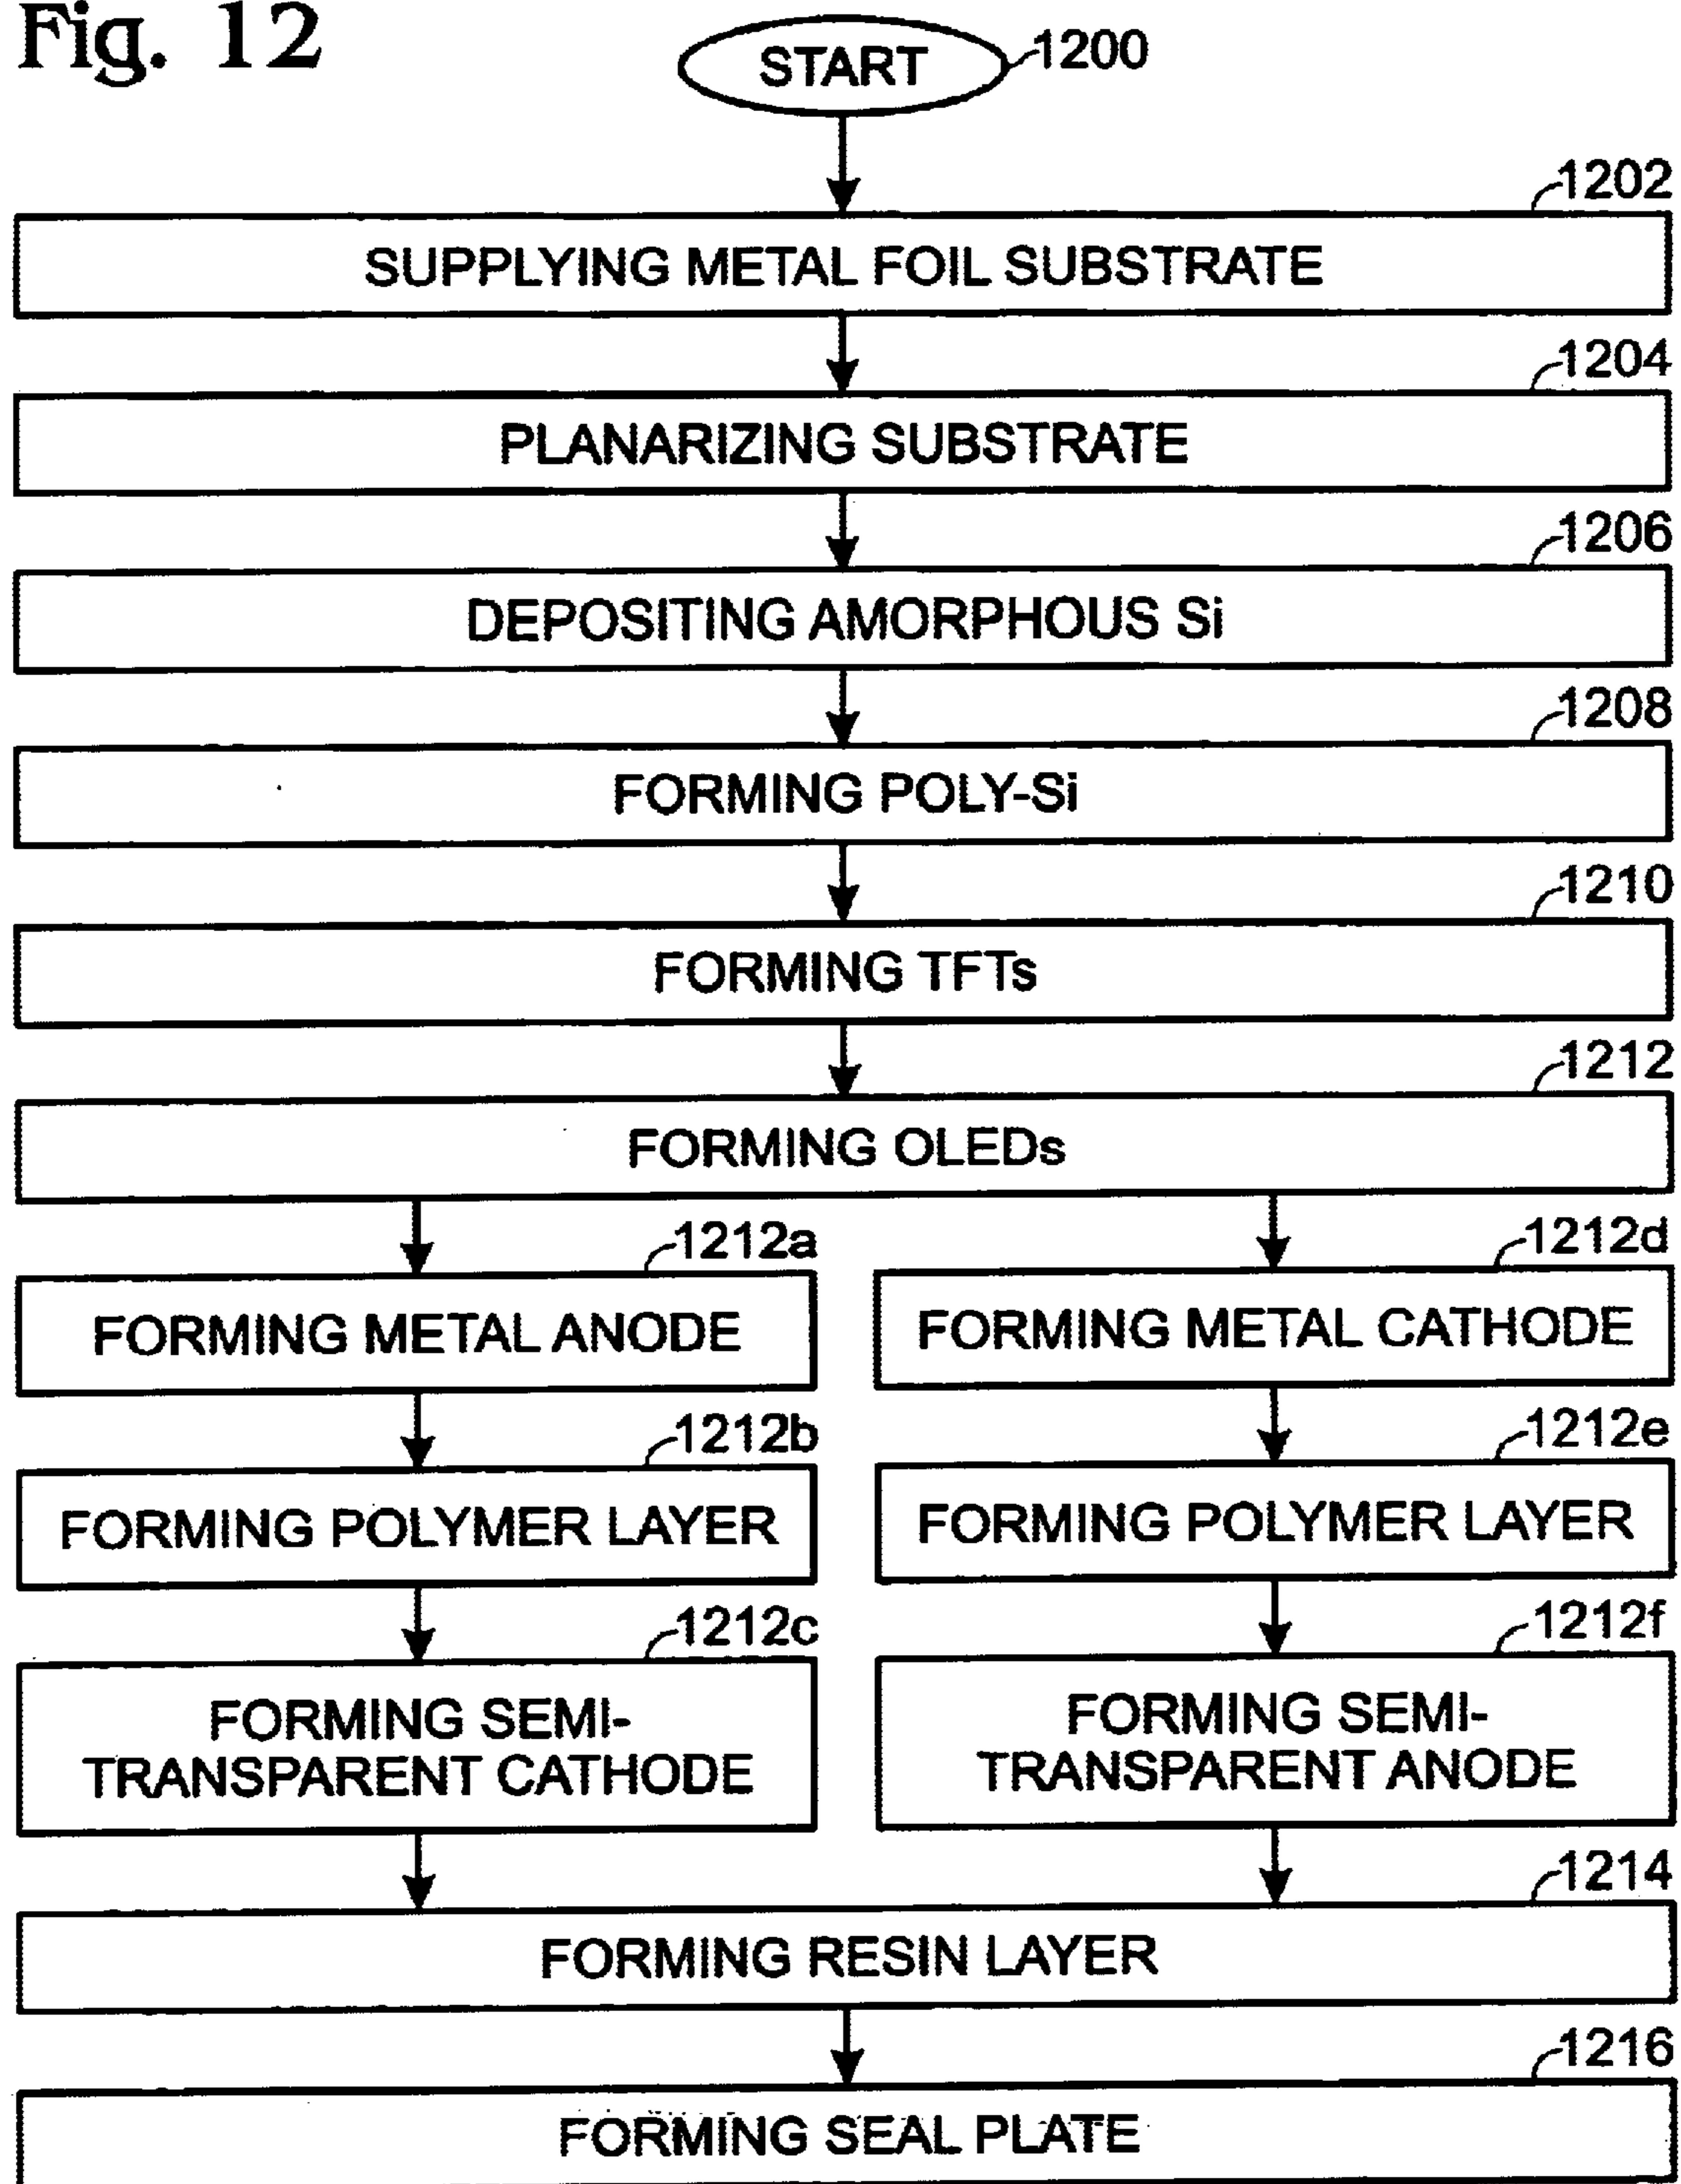 Fig. 12
START
1200
1202
SUPPLYING METAL FOIL SUBSTRATE
1204
PLANARIZING SUBSTRATE
1206
DEPOSITING AMORPHOUS Si
1208
FORMING POLY-Si
1210
FORMING TFTs
1212
FORMING OLEDs
1212a
FORMING METAL ANODE
1212b
FORMING POLYMER LAYER
1212c
FORMING SEMI-
TRANSPARENT CATHODE
1212d
FORMING METAL CATHODE
1212e
FORMING POLYMER LAYER
1212f
FORMING SEMI-
TRANSPARENT ANODE
1214
FORMING RESIN LAYER
1216
FORMING SEAL PLATE